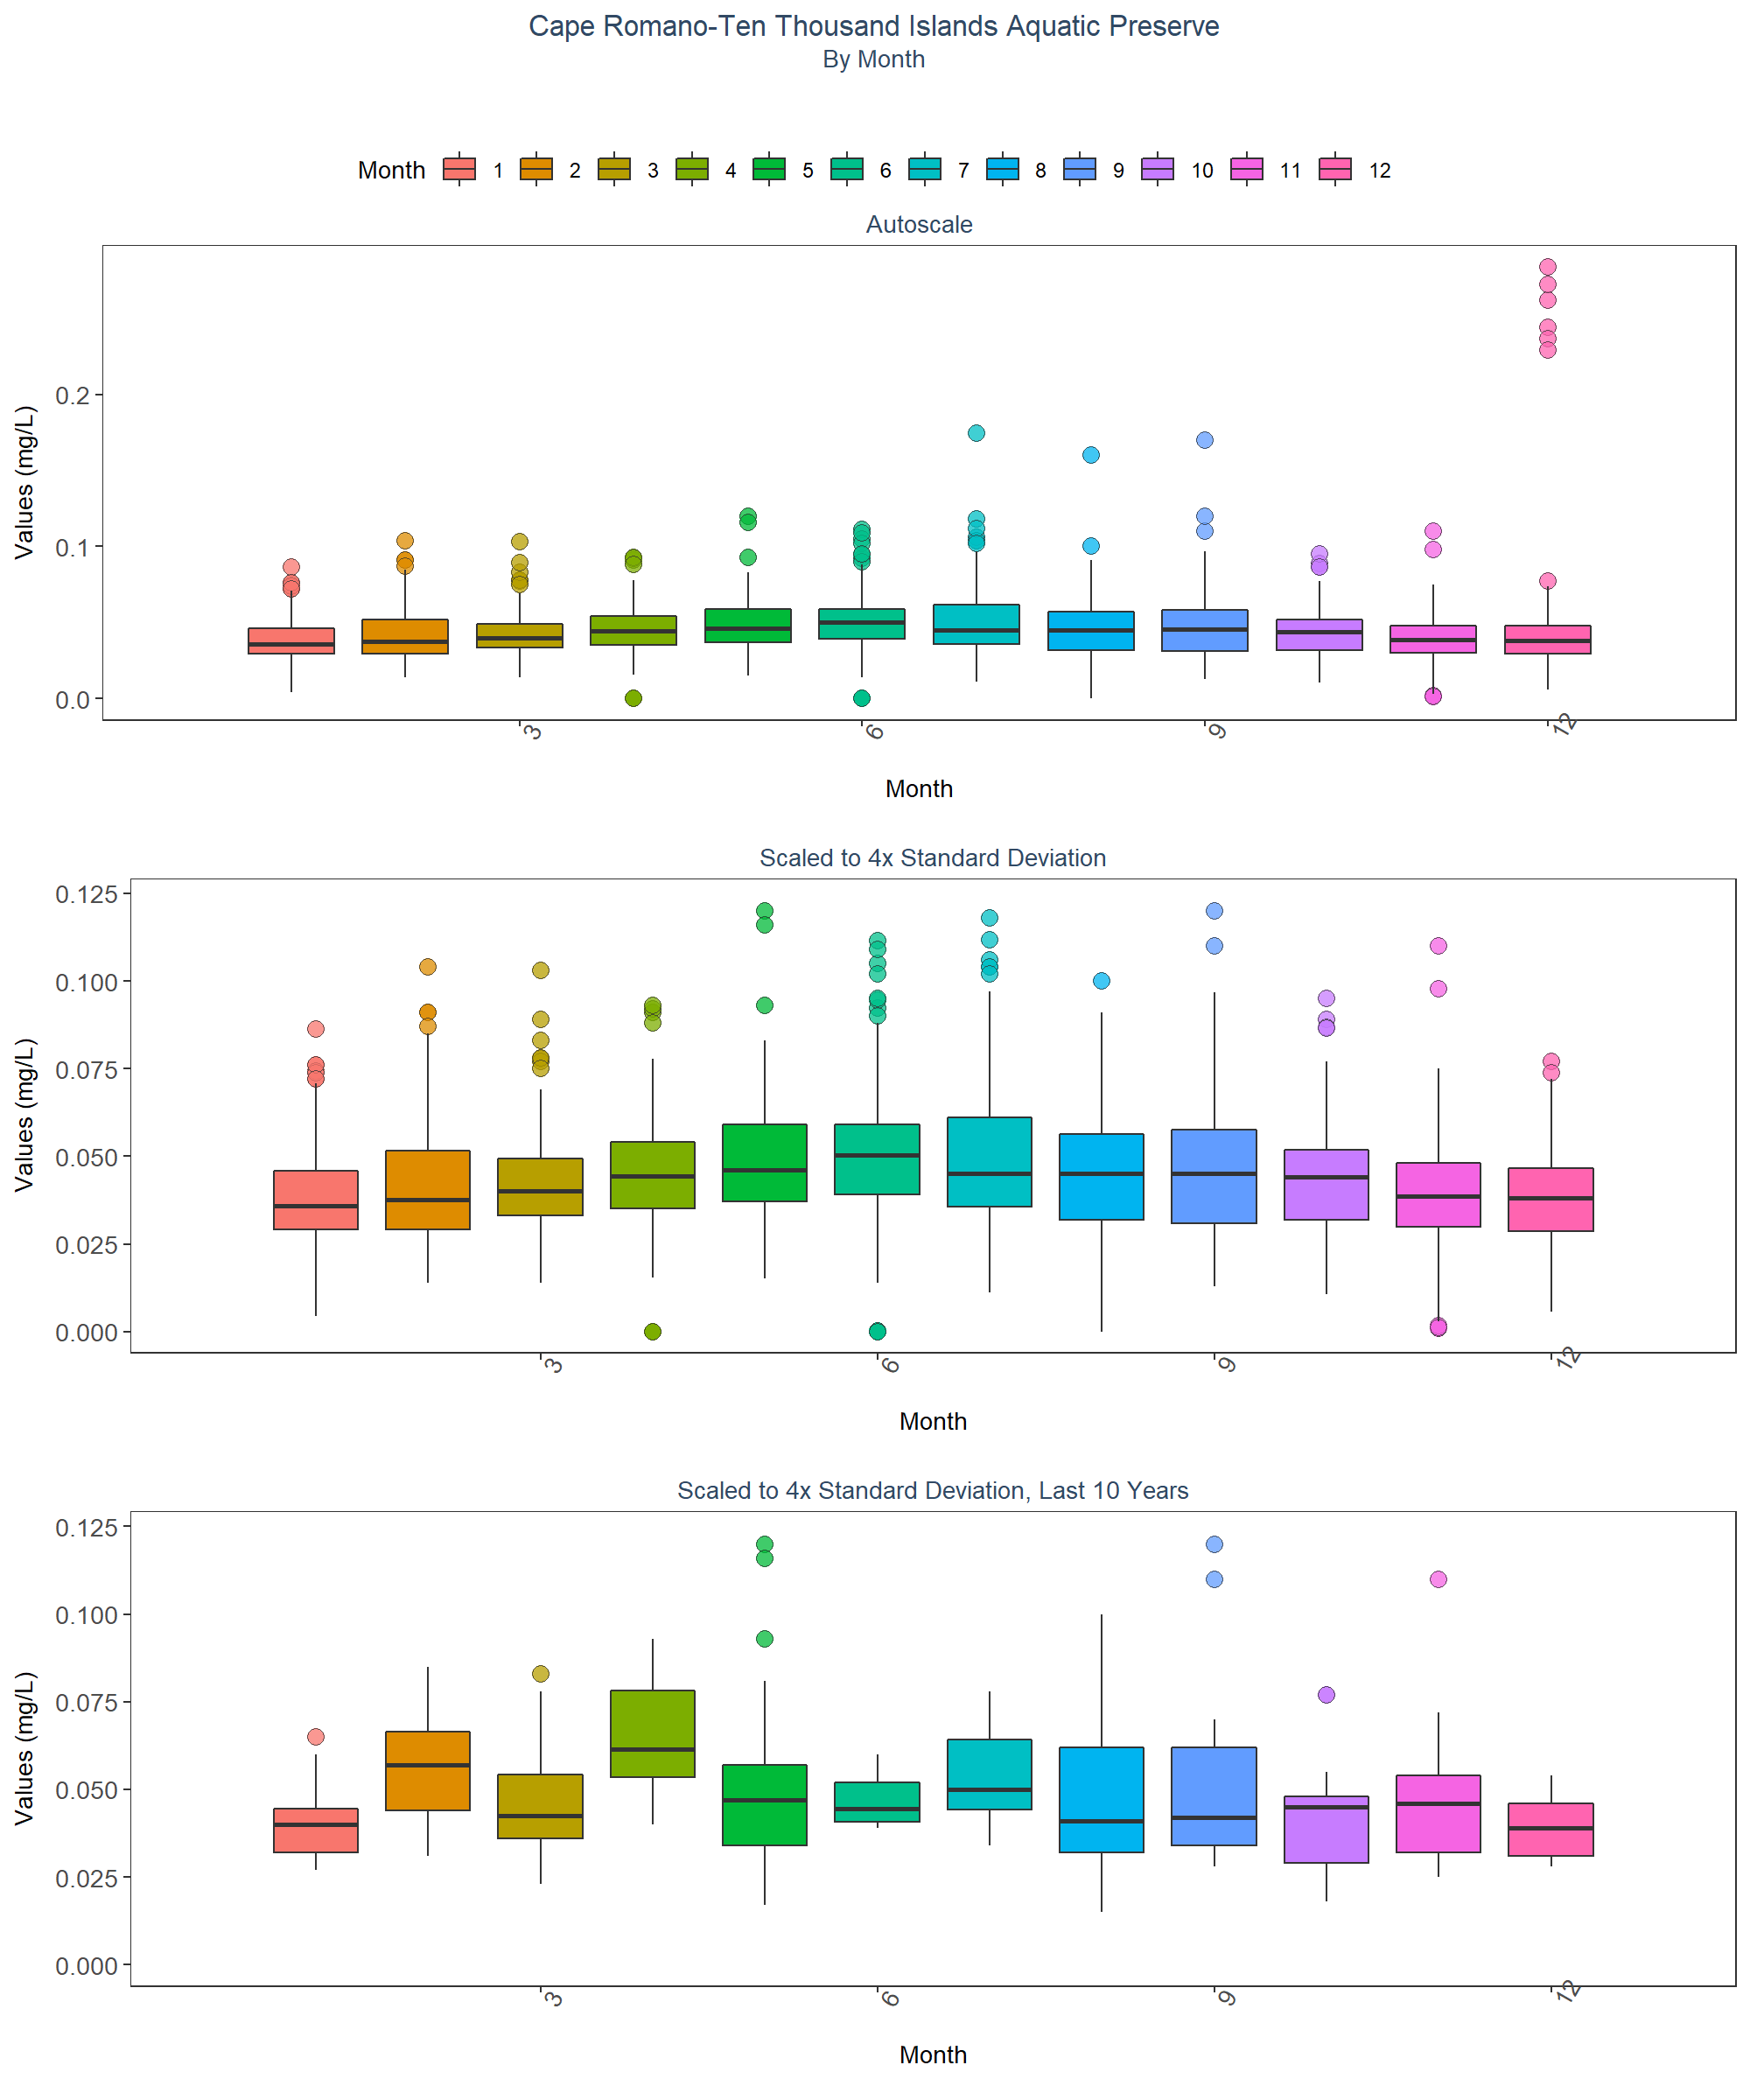 Cape Romano-Ten Thousand Islands Aquatic Preserve
By Month
Month 1 2 3 4 5 6 7 8 9 10 11 12
Autoscale
Values (mg/L)
0.2
0.1
0.0
3 6 9 12
Month
Scaled to 4x Standard Deviation
Values (mg/L)
0.125
0.100
0.075
0.050
0.025
0.000
3 6 9 12
Month
Scaled to 4x Standard Deviation, Last 10 Years
Values (mg/L)
0.125
0.100
0.075
0.050
0.025
0.000
3 6 9 12
Month